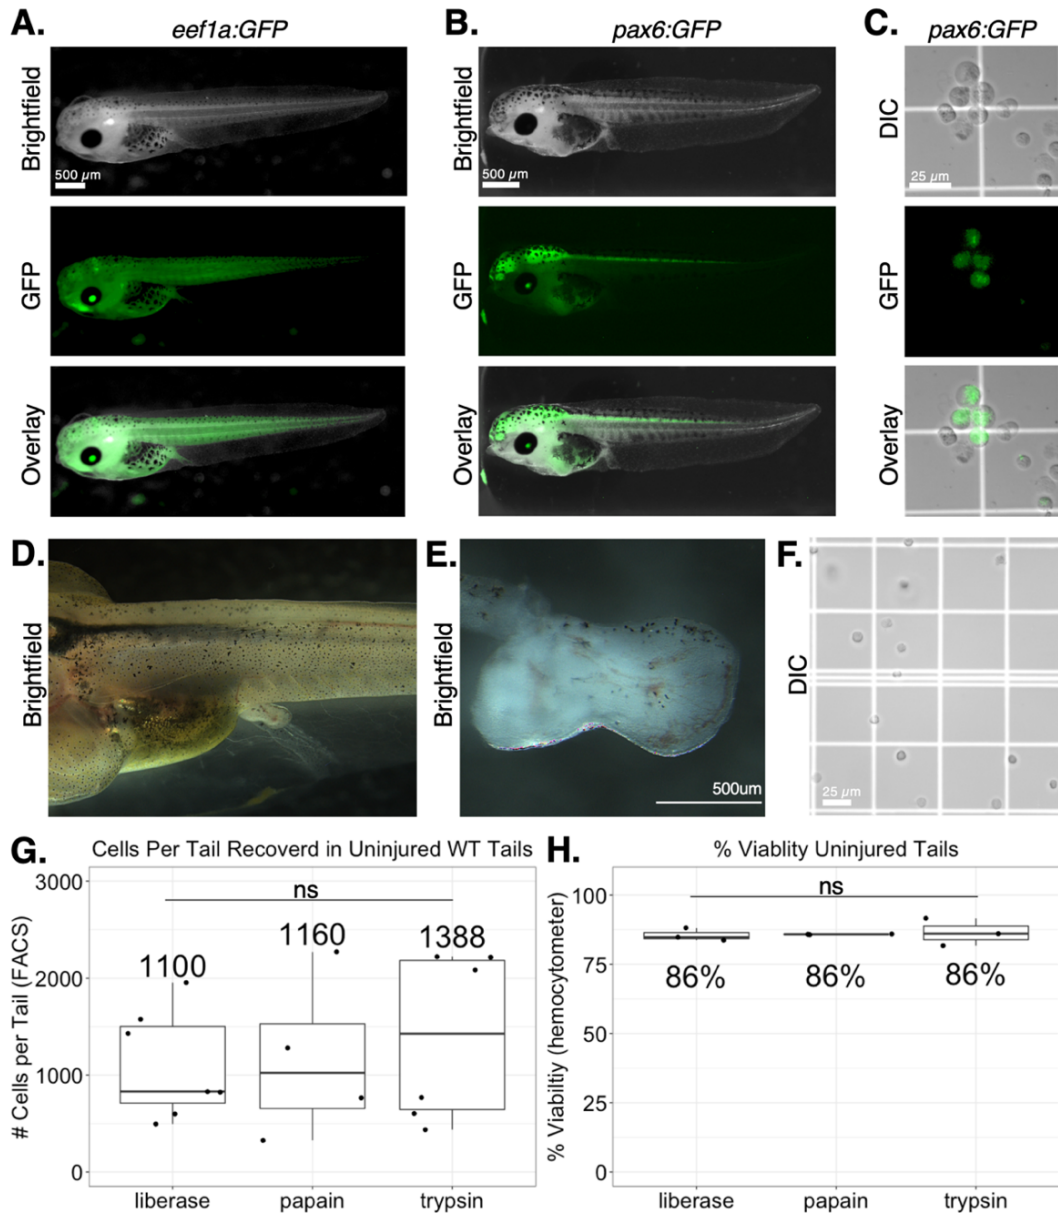 A.
eef1a:GFP
B.
pax6:GFP
C.
pax6:GFP
Brightfield
500 µm
Brightfield
500 µm
DIC
25 µm
GFP
GFP
GFP
Overlay
Overlay
Overlay
D.
Brightfield
E.
Brightfield
500um
F.
DIC
25 µm
G.
Cells Per Tail Recoverd in Uninjured WT Tails
# Cells per Tail (FACS)
3000
2000
1000
0
ns
1100
1160
1388
liberase
papain
trypsin
H.
% Viablity Uninjured Tails
% Viabiltiy (hemocytometer)
100
75
50
25
0
ns
86%
86%
86%
liberase
papain
trypsin